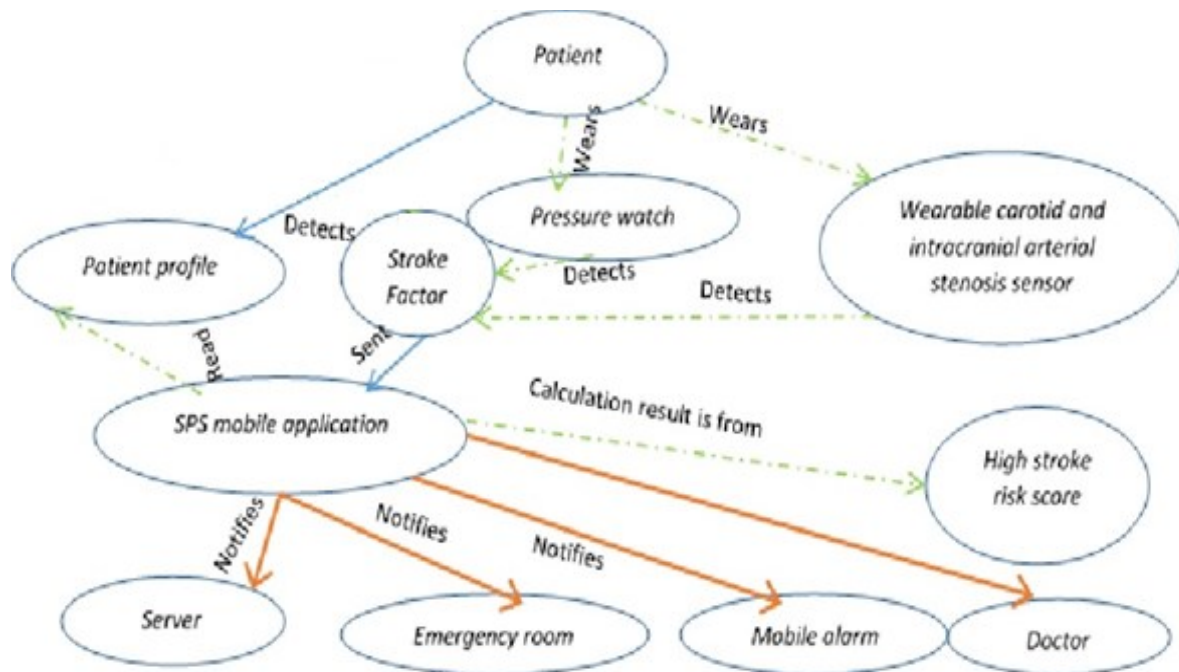 Patient
Wears
Wears
Pressure watch
Wearable carotid and
intracranial arterial
stenosis sensor
Detects
Patient profile
Stroke
Factor
Detects
Detects
Read
Sent
SPS mobile application
Calculation result is from
High stroke
risk score
Notifies
Notifies
Notifies
Server
Emergency room
Mobile alarm
Doctor